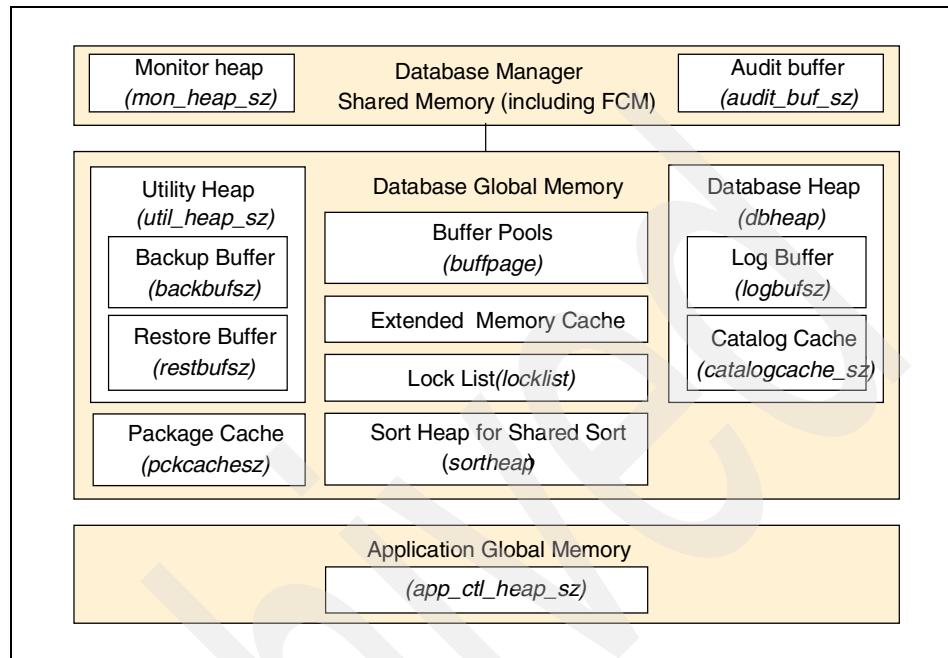 Monitor heap
(mon_heap_sz)
Database Manager
Shared Memory (including FCM)
Audit buffer
(audit_buf_sz)
Utility Heap
(util_heap_sz)
Backup Buffer
(backbufsz)
Restore Buffer
(restbufsz)
Package Cache
(pckcachesz)
Database Global Memory
Buffer Pools
(buffpage)
Extended Memory Cache
Lock List(locklist)
Sort Heap for Shared Sort
(sortheap)
Database Heap
(dbheap)
Log Buffer
(logbufsz)
Catalog Cache
(catalogcache_sz)
Application Global Memory
(app_ctl_heap_sz)